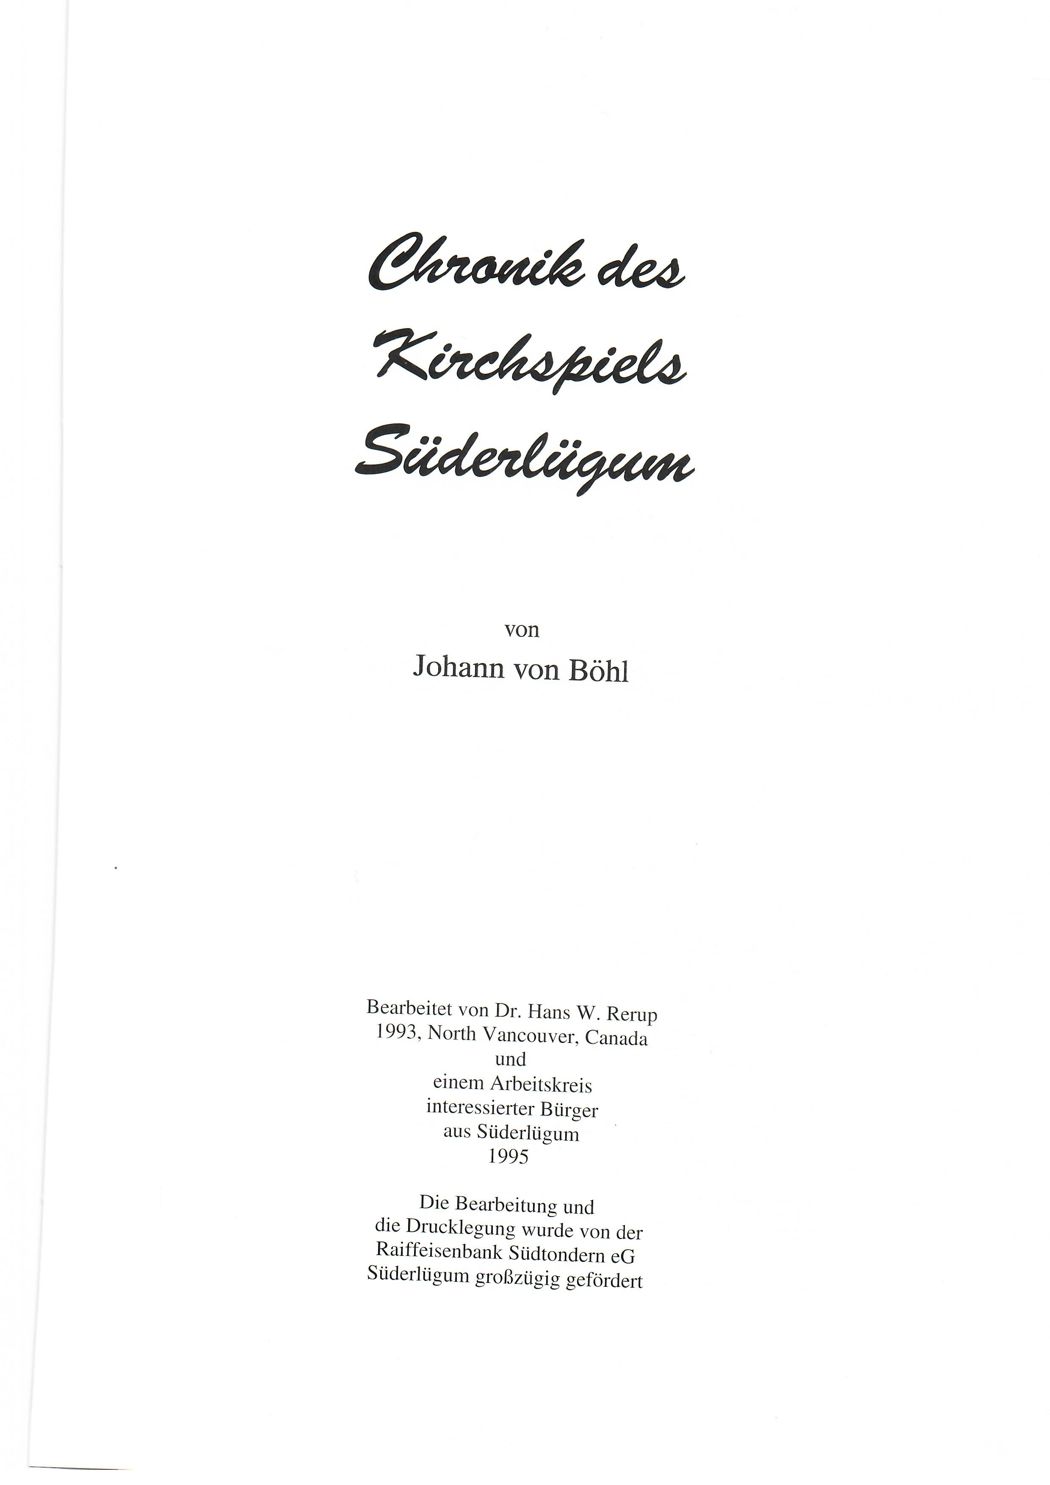 Chronik des
Kirchspiels
Süderlügum
von
Johann von Böhl
Bearbeitet von Dr. Hans W. Rerup
1993, North Vancouver, Canada
und
einem Arbeitskreis
interessierter Bürger
aus Süderlügum
1995
Die Bearbeitung und
die Drucklegung wurde von der
Raiffeisenbank Südtondern eG
Süderlügum großzügig gefördert